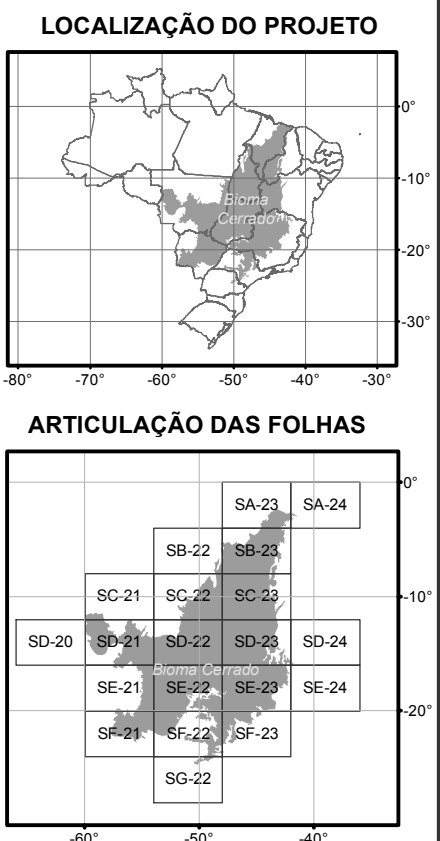 LOCALIZAÇÃO DO PROJETO
0°
-10°
Bioma
Cerrado
-20°
-30°
-80° -70° -60° -50° -40° -30°
ARTICULAÇÃO DAS FOLHAS
0°
SA-23 SA-24
SB-22 SB-23
SC-21 SC-22 SC-23 -10°
SD-20 SD-21 SD-22 SD-23 SD-24
Bioma Cerrado
SE-21 SE-22 SE-23 SE-24
-20°
SF-21 SF-22 SF-23
SG-22
-60° -50° -40°